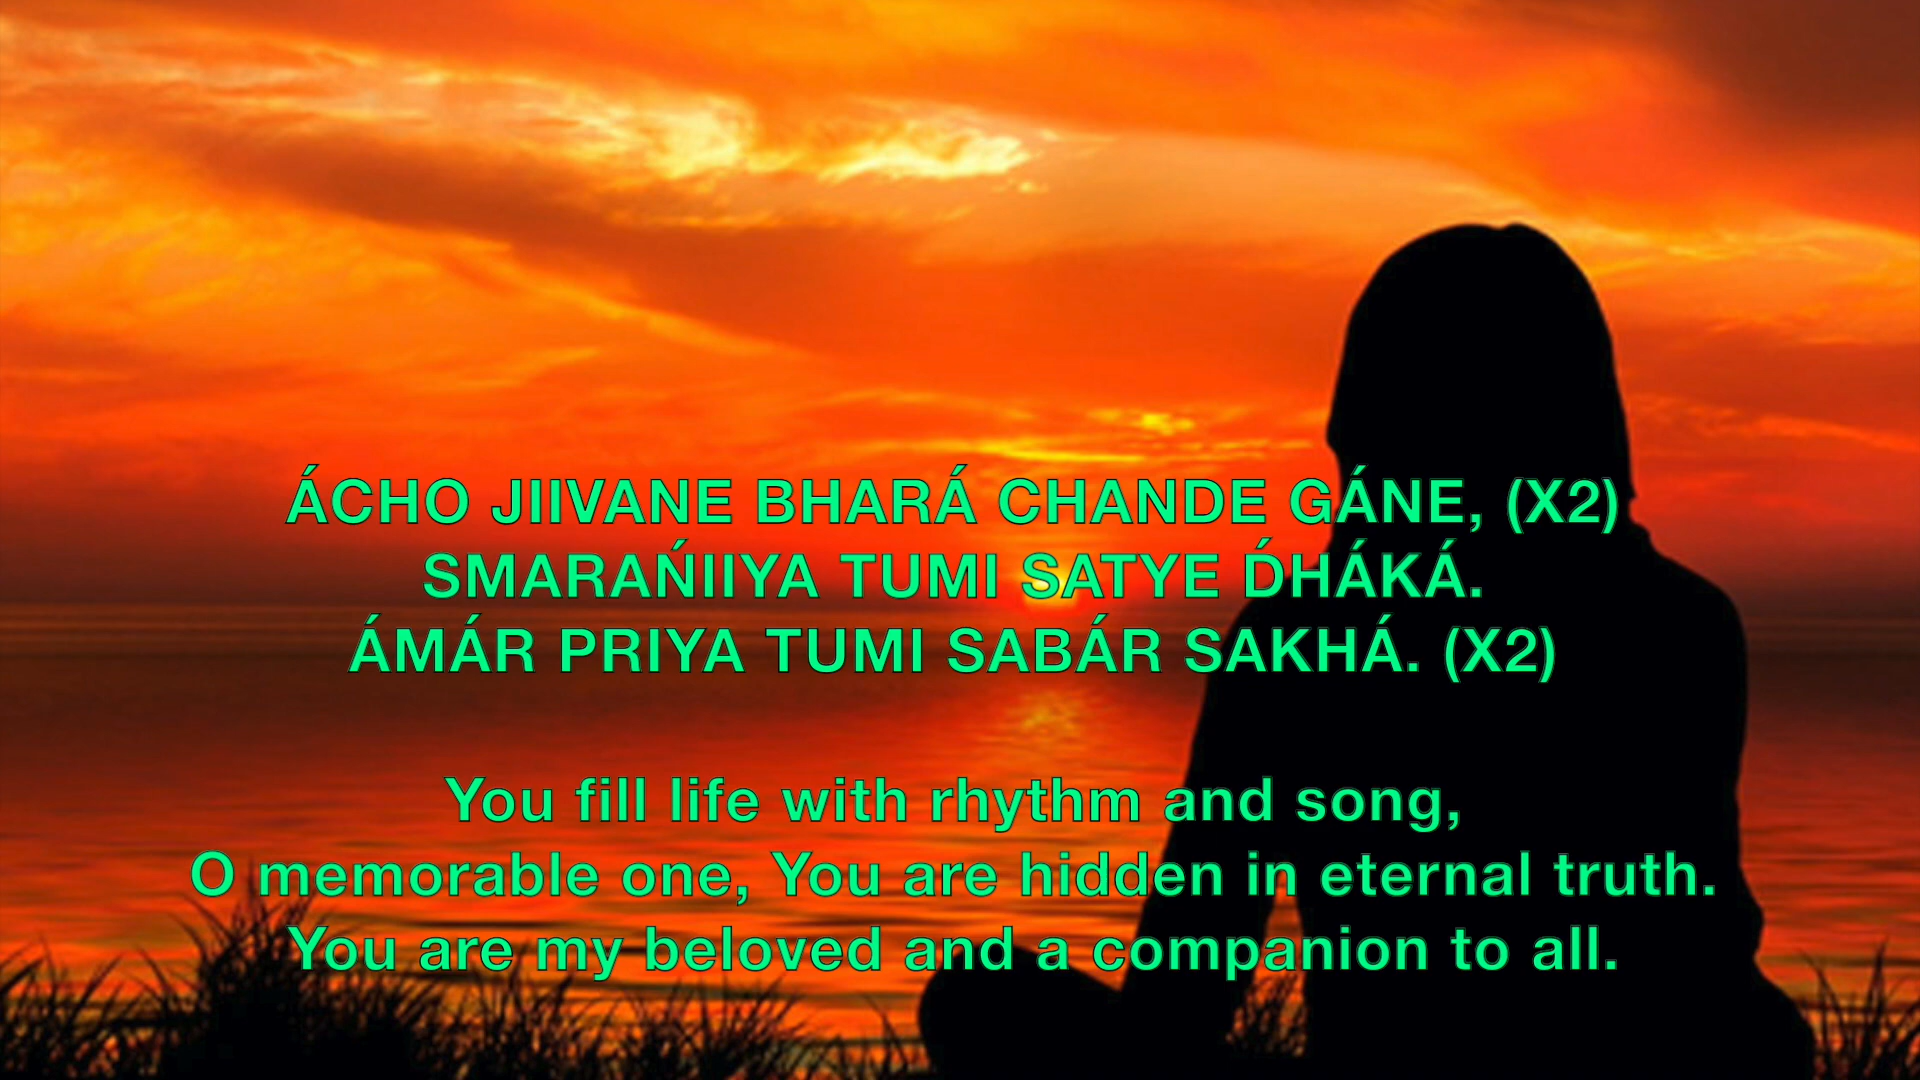 ÁCHO JIIVANE BHARÁ CHANDE GÁNE, (X2)
SMARAŃIIYA TUMI SATYE D́HÁKÁ.
ÁMÁR PRIYA TUMI SABÁR SAKHÁ. (X2)
You fill life with rhythm and song,
O memorable one, You are hidden in eternal truth.
You are my beloved and a companion to all.